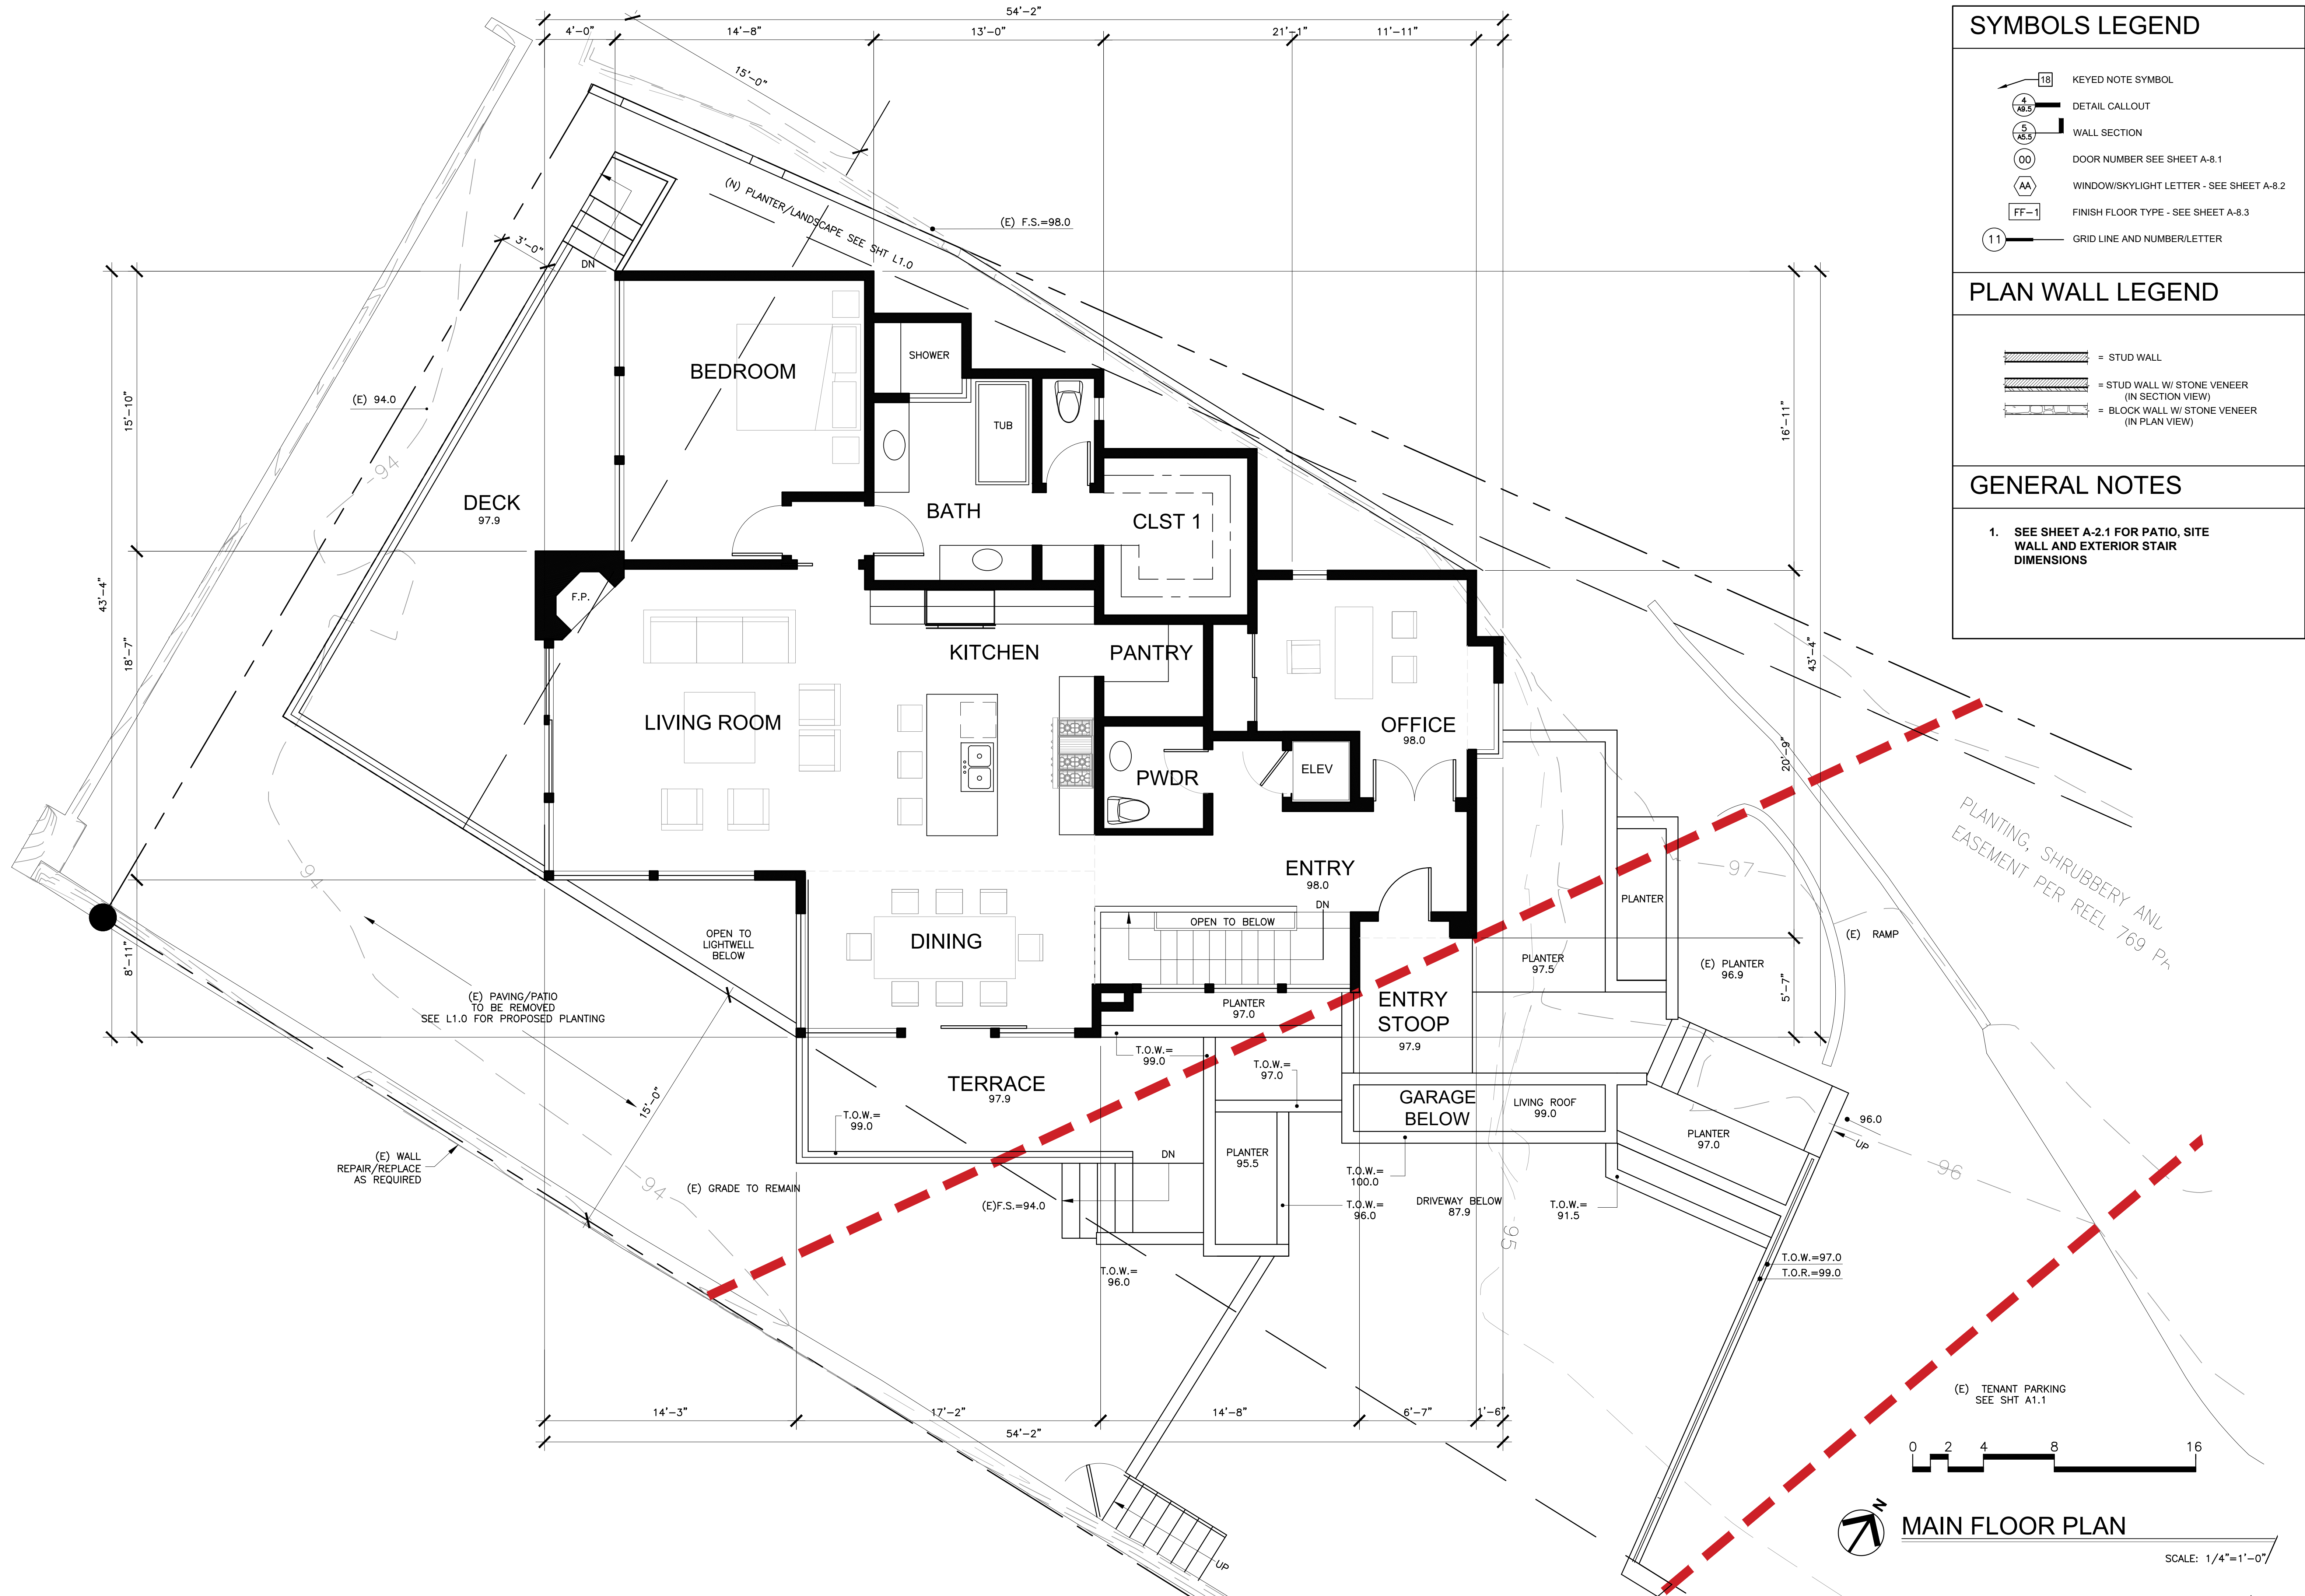 54'-2"
4'-0"
14'-8"
13'-0"
21'-1"
11'-11"
15'-0"
(N) PLANTER/LANDSCAPE SEE SHT L1.0
(E) F.S.=98.0
3'-0"
DN
43'-4"
15'-10"
18'-7"
8'-11"
16'-11"
43'-4"
20'-9"
5'-7"
(E) 94.0
94
DECK
97.9
BEDROOM
SHOWER
TUB
BATH
CLST 1
F.P.
KITCHEN
PANTRY
LIVING ROOM
OFFICE
98.0
PWDR
ELEV
ENTRY
98.0
DN
OPEN TO BELOW
DINING
OPEN TO
LIGHTWELL
BELOW
94
(E) PAVING/PATIO
TO BE REMOVED
SEE L1.0 FOR PROPOSED PLANTING
PLANTER
97.0
ENTRY
STOOP
97.9
PLANTER
97.5
PLANTER
(E) PLANTER
96.9
97
(E) RAMP
PLANTING, SHRUBBERY
EASEMENT PER REEL 769
T.O.W.=
99.0
T.O.W.=
97.0
TERRACE
97.9
T.O.W.=
99.0
GARAGE
BELOW
LIVING ROOF
99.0
PLANTER
97.0
96.0
UP
96
(E) WALL
REPAIR/REPLACE
AS REQUIRED
15'-0"
94
(E) GRADE TO REMAIN
DN
(E)F.S.=94.0
PLANTER
95.5
T.O.W.=
100.0
T.O.W.=
96.0
DRIVEWAY BELOW
87.9
T.O.W.=
91.5
95
T.O.W.=
96.0
T.O.W.=97.0
T.O.R.=99.0
14'-3"
17'-2"
14'-8"
6'-7"
1'-6"
54'-2"
UP
(E) TENANT PARKING
SEE SHT A1.1
0 2 4 8 16
N
MAIN FLOOR PLAN
SCALE: 1/4"=1'-0"
SYMBOLS LEGEND
18 KEYED NOTE SYMBOL
4
A9.5
DETAIL CALLOUT
5
A5.5
WALL SECTION
00 DOOR NUMBER SEE SHEET A-8.1
AA WINDOW/SKYLIGHT LETTER - SEE SHEET A-8.2
FF-1 FINISH FLOOR TYPE - SEE SHEET A-8.3
11 GRID LINE AND NUMBER/LETTER
PLAN WALL LEGEND
= STUD WALL
= STUD WALL W/ STONE VENEER
(IN SECTION VIEW)
= BLOCK WALL W/ STONE VENEER
(IN PLAN VIEW)
GENERAL NOTES
1. SEE SHEET A-2.1 FOR PATIO, SITE
WALL AND EXTERIOR STAIR
DIMENSIONS